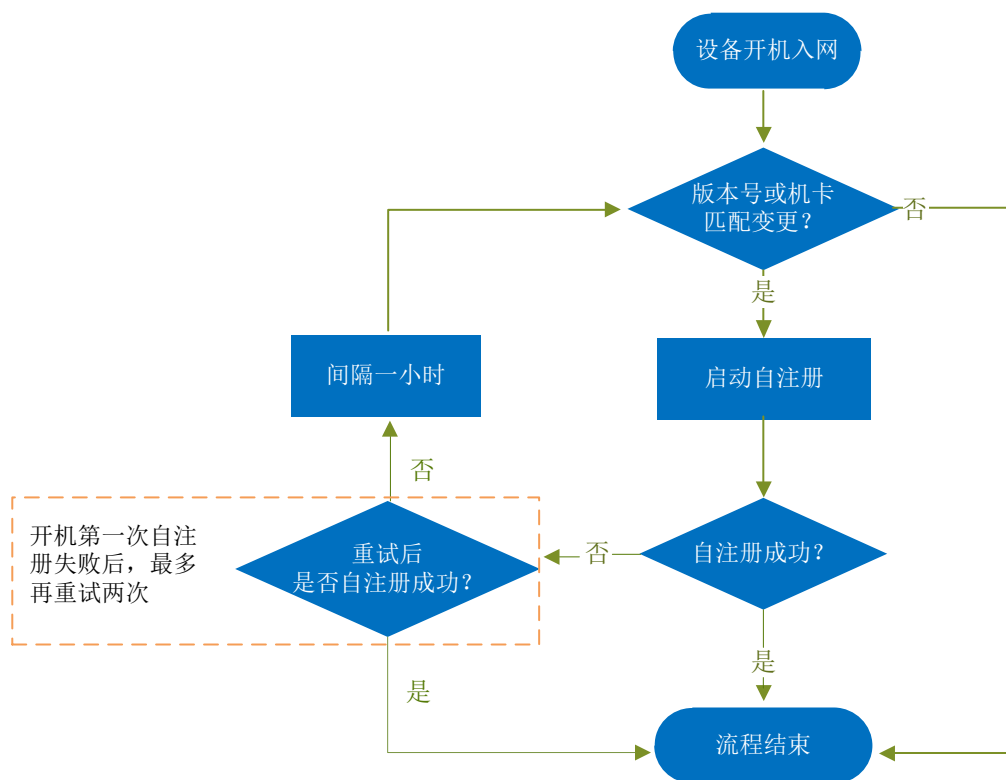 设备开机入网
版本号或机卡
匹配变更？
否
是
间隔一小时
启动自注册
否
开机第一次自注
册失败后，最多
再重试两次
重试后
是否自注册成功？
否
自注册成功？
是
是
流程结束